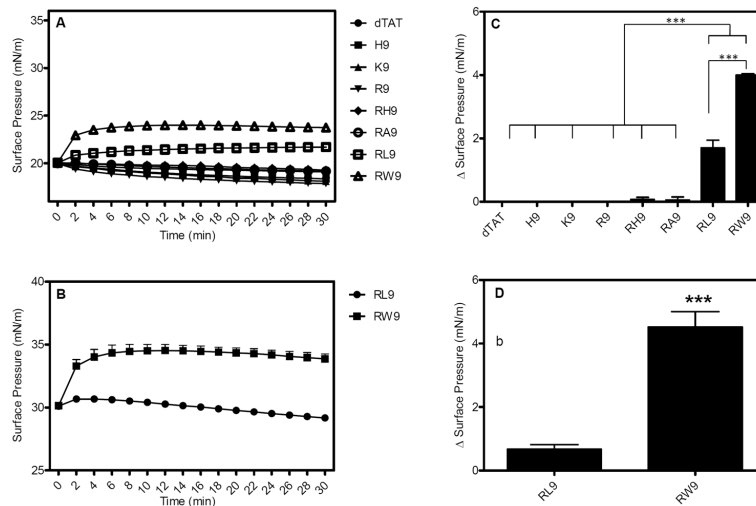 A
Surface Pressure (mN/m)
35
30
25
20
0 2 4 6 8 10 12 14 16 18 20 22 24 26 28 30
Time (min)
dTAT
H9
K9
R9
RH9
RA9
RL9
RW9
C
Δ Surface Pressure (mN/m)
6
4
2
0
***
***
dTAT H9 K9 R9 RH9 RA9 RL9 RW9
B
Surface Pressure (mN/m)
40
35
30
25
0 2 4 6 8 10 12 14 16 18 20 22 24 26 28 30
Time (min)
RL9
RW9
D
b
Δ Surface Pressure (mN/m)
6
4
2
0
***
RL9 RW9